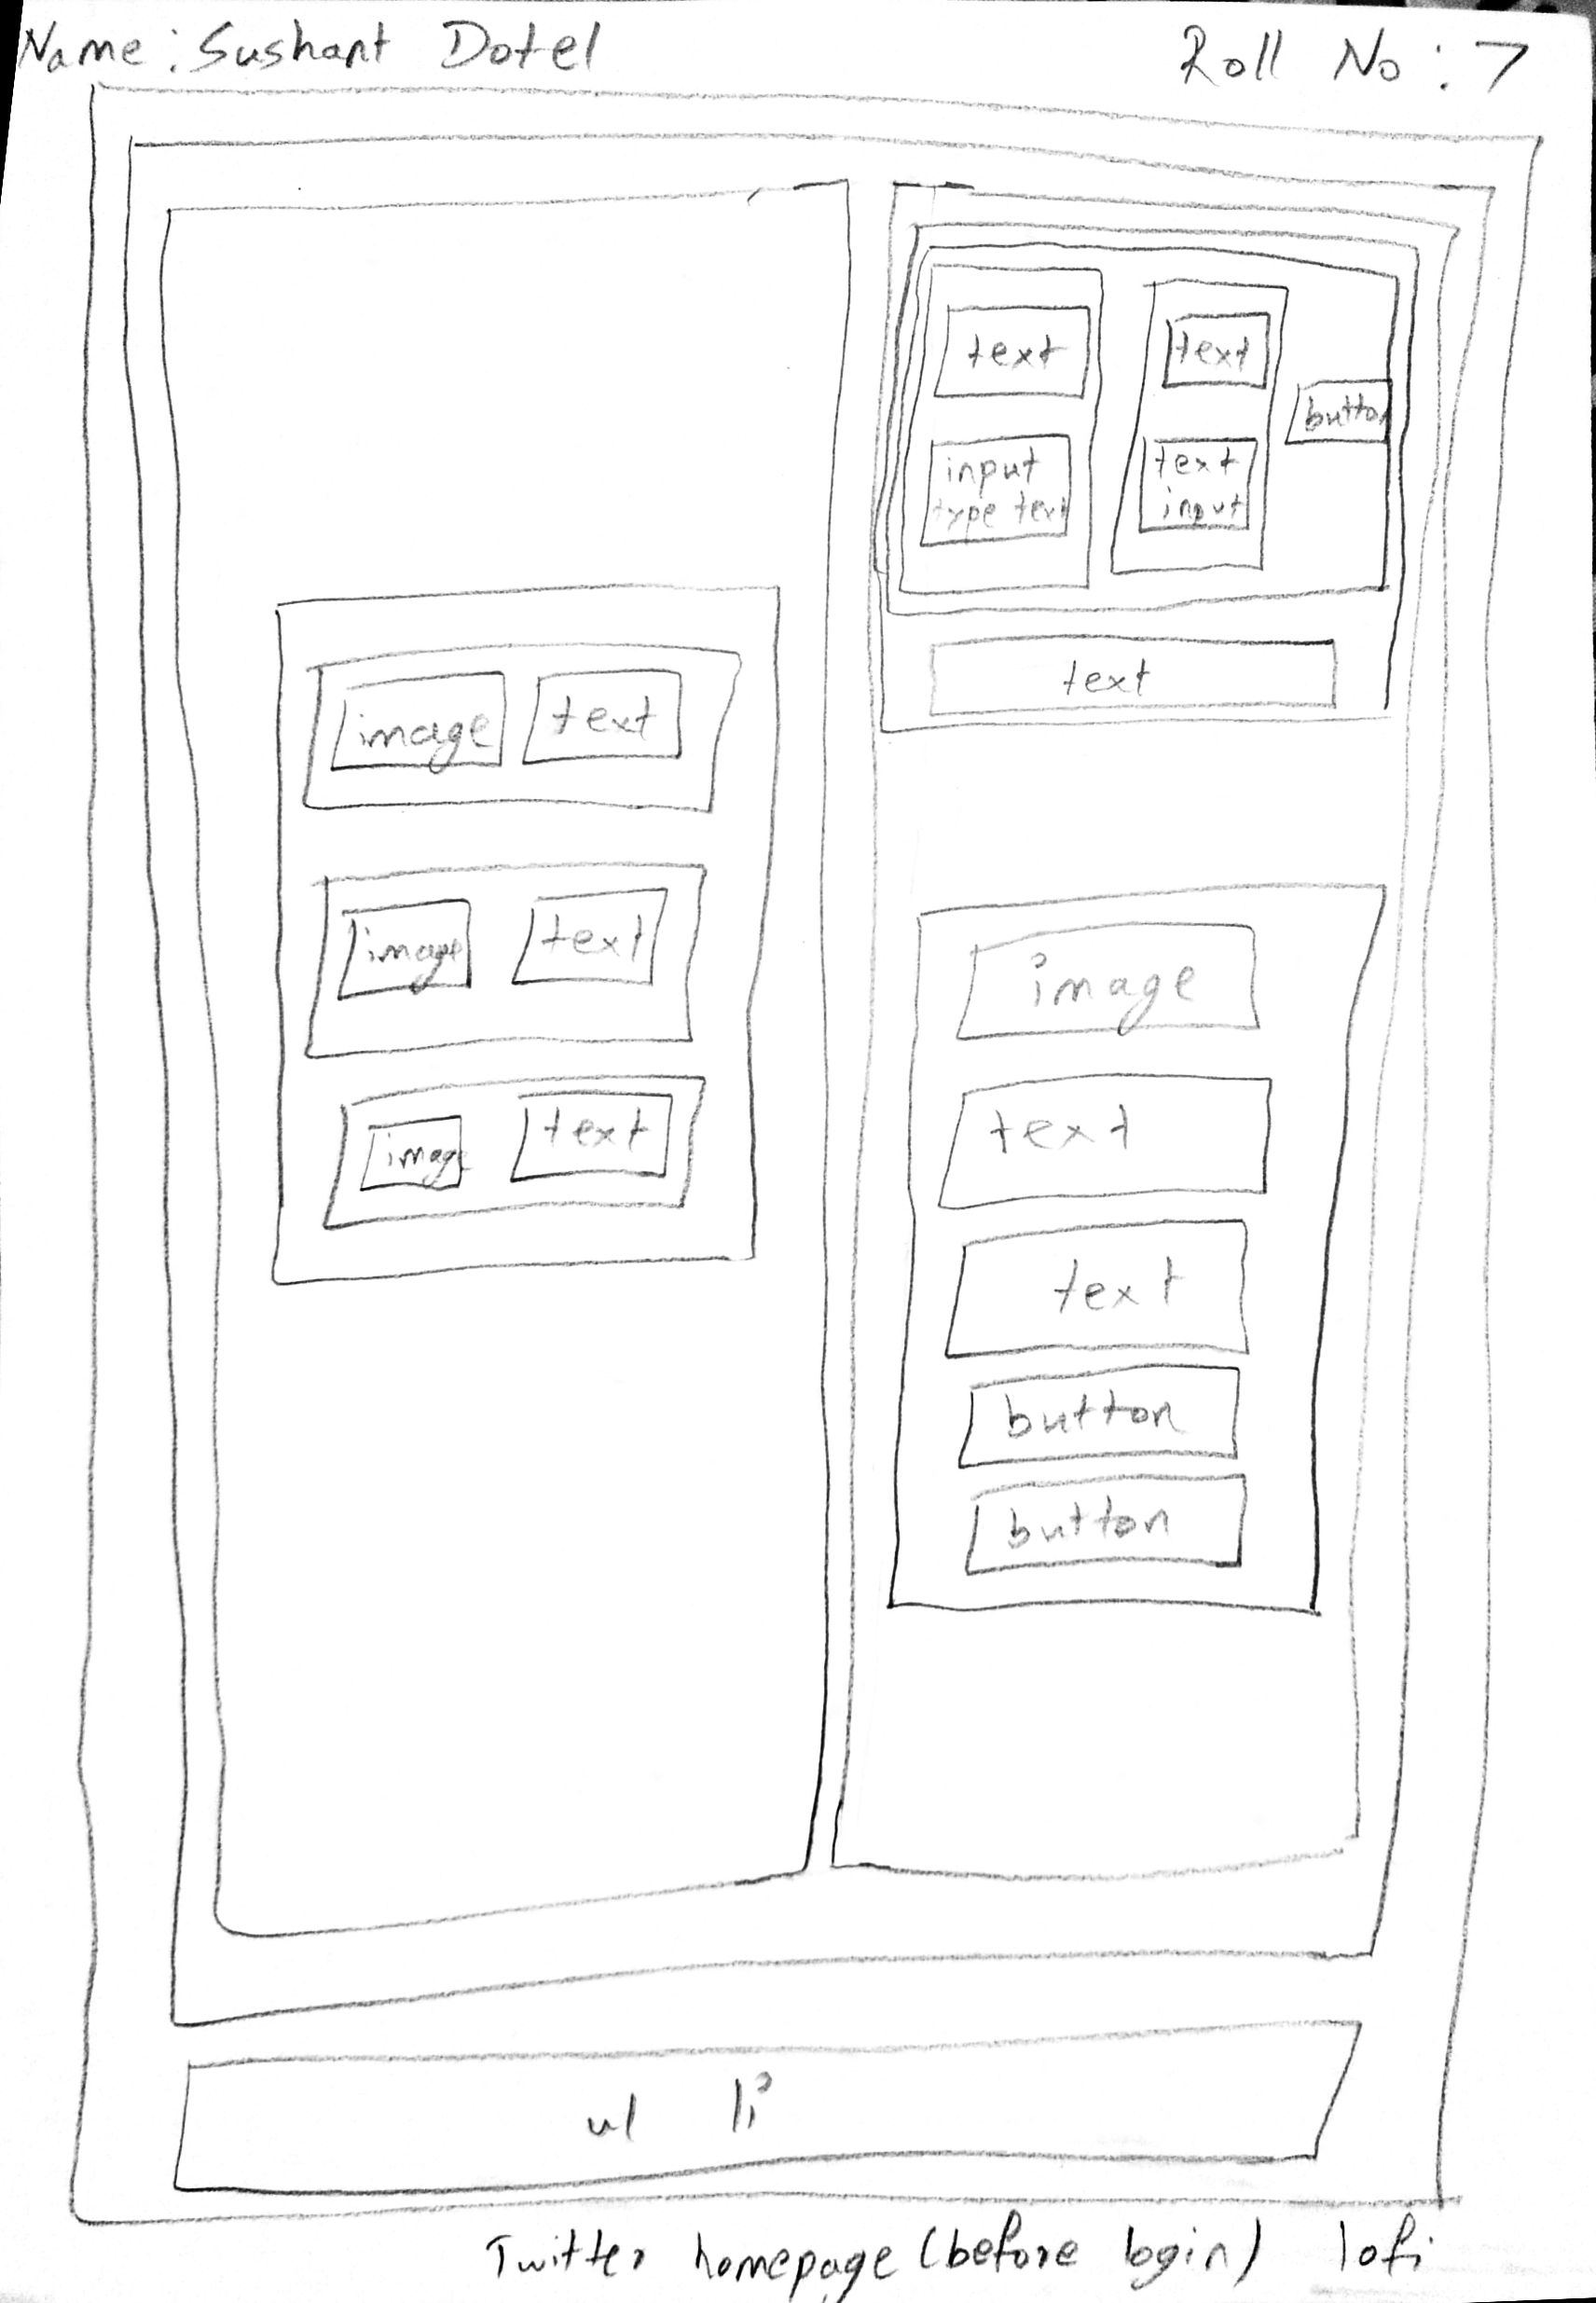 Name: Sushant Dotel
Roll No: 7
text
input
type text
text
text
input
button
text
image text
image text
image text
image
text
text
button
button
ul li
Twitter homepage (before login) lofi